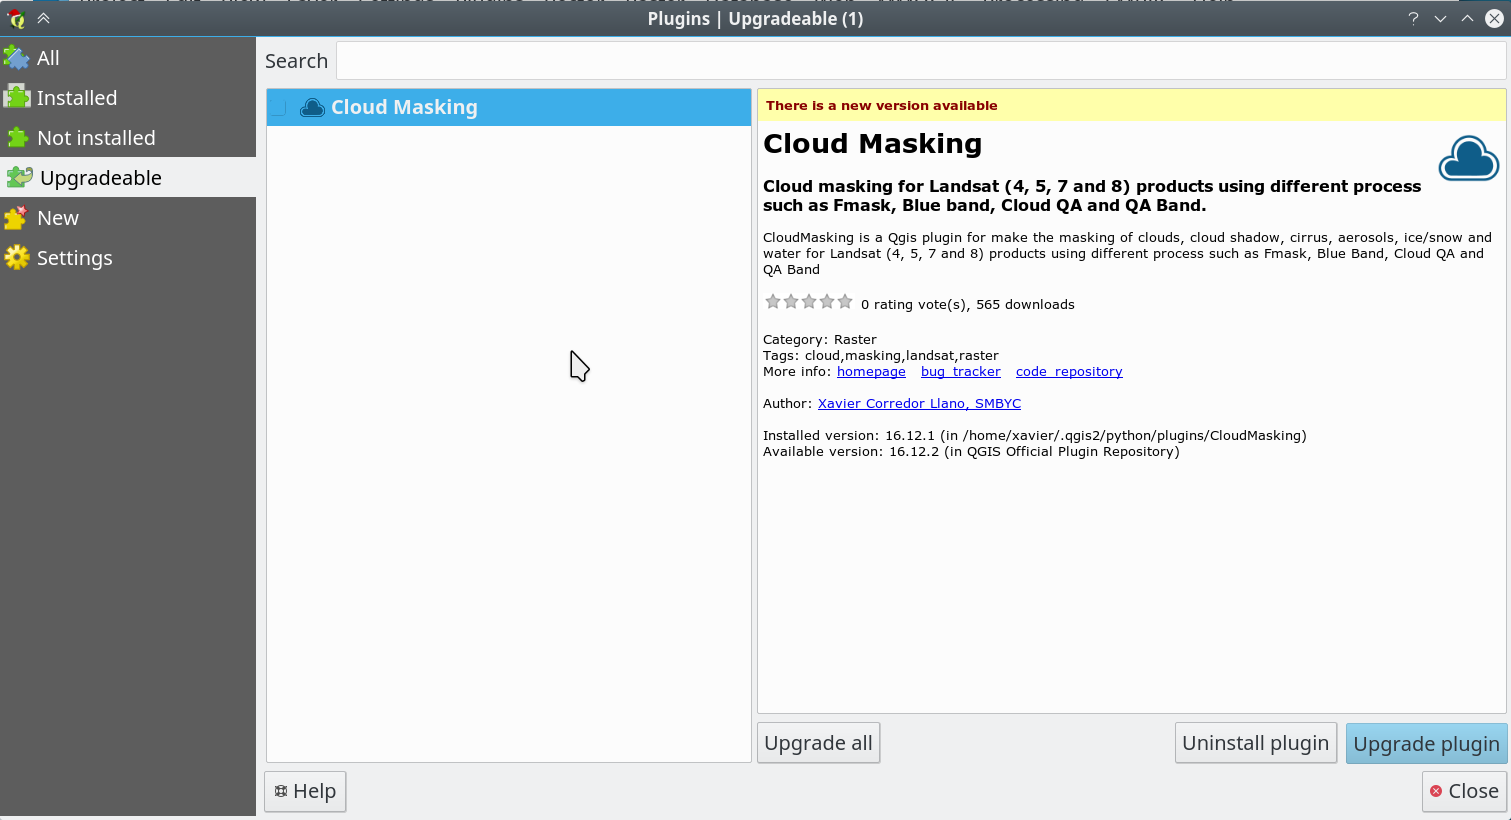 Plugins | Upgradeable (1)
All
Installed
Not installed
Upgradeable
New
Settings
Search
Cloud Masking
There is a new version available
Cloud Masking
Cloud masking for Landsat (4, 5, 7 and 8) products using different process
such as Fmask, Blue band, Cloud QA and QA Band.
CloudMasking is a Qgis plugin for make the masking of clouds, cloud shadow, cirrus, aerosols, ice/snow and
water for Landsat (4, 5, 7 and 8) products using different process such as Fmask, Blue Band, Cloud QA and
QA Band
0 rating vote(s), 565 downloads
Category: Raster
Tags: cloud,masking,landsat,raster
More info: homepage bug_tracker code_repository
Author: Xavier Corredor Llano, SMBYC
Installed version: 16.12.1 (in /home/xavier/.qgis2/python/plugins/CloudMasking)
Available version: 16.12.2 (in QGIS Official Plugin Repository)
Upgrade all
Uninstall plugin
Upgrade plugin
Help
Close